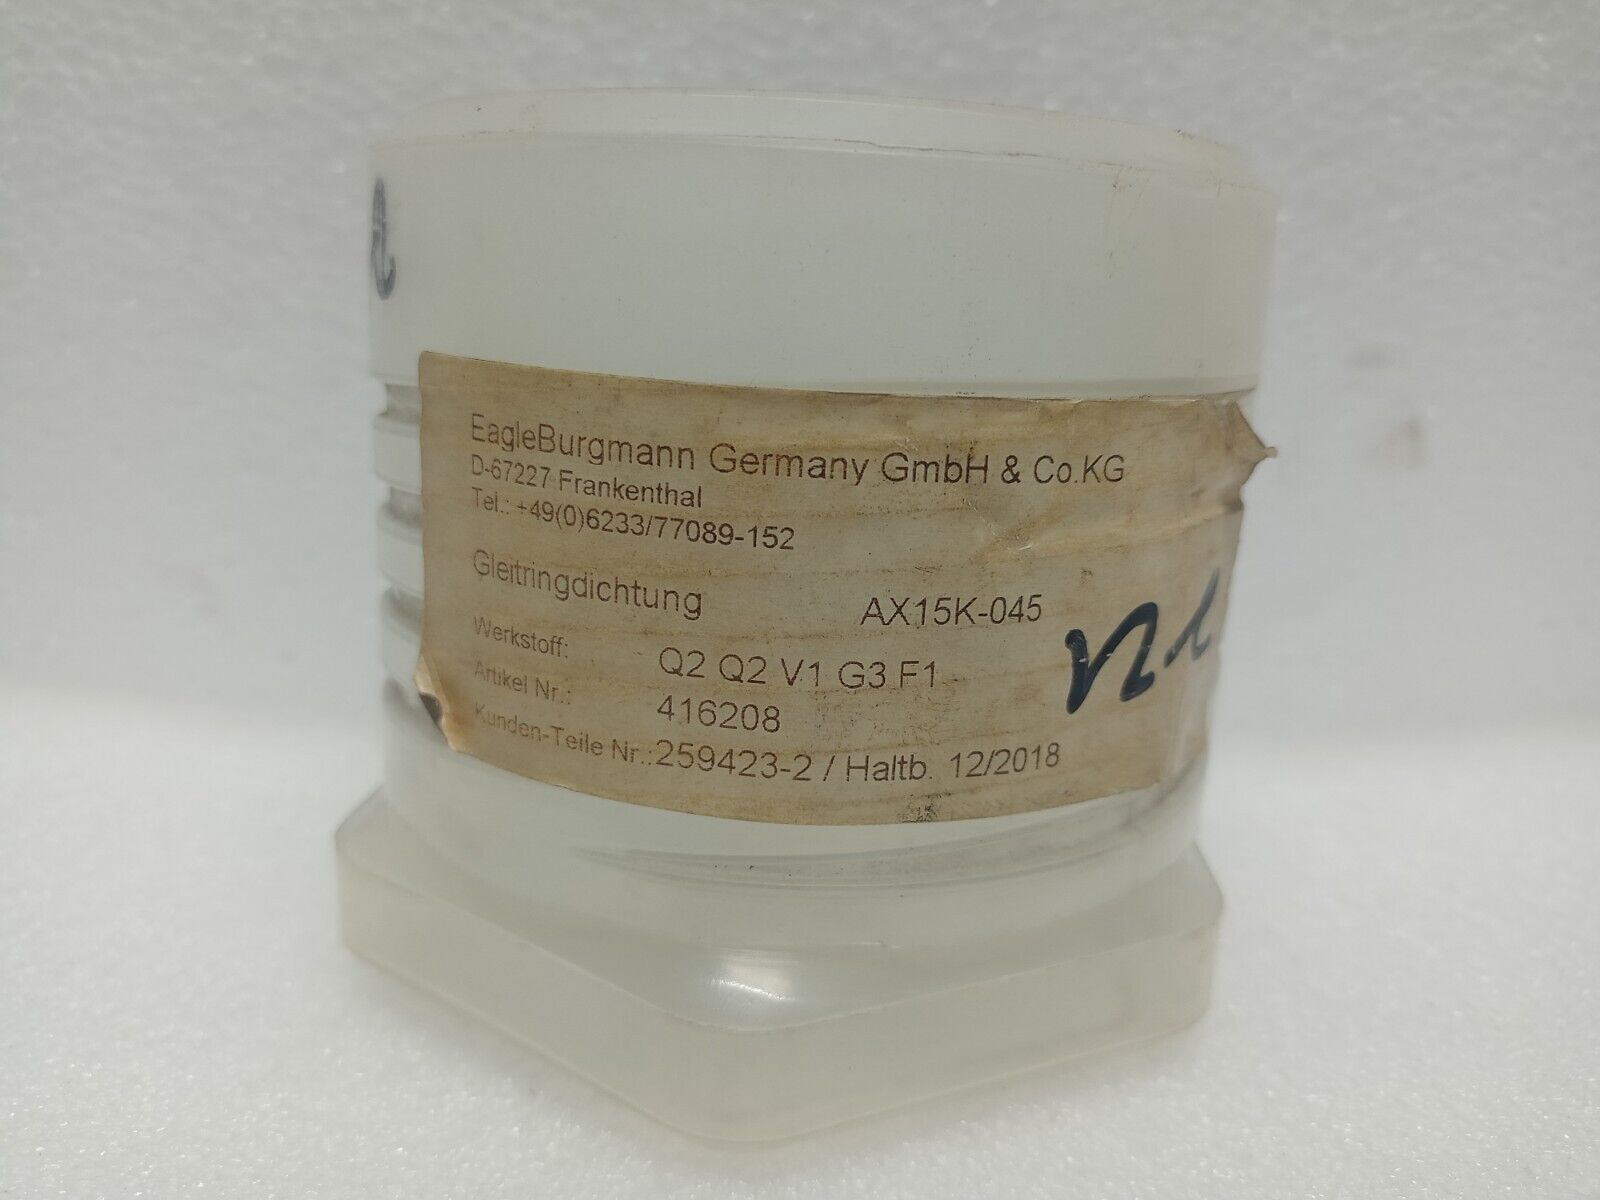 EagleBurgmann Germany GmbH & Co.KG
D-67227 Frankenthal
Tel.: +49(0)6233/77089-152
Gleitringdichtung AX15K-045
Werkstoff: Q2 Q2 V1 G3 F1
Artikel Nr.: 416208
Kunden-Teile Nr.:259423-2 / Haltb. 12/2018